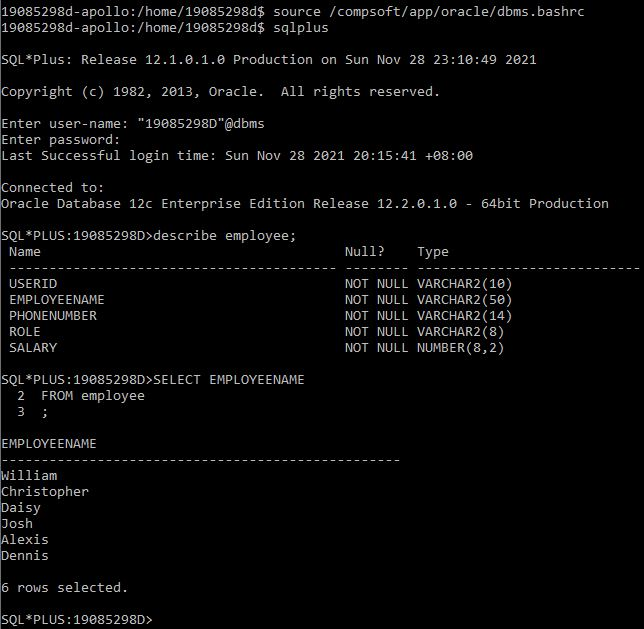 19085298d-apollo:/home/19085298d$ source /compsoft/app/oracle/dbms.bashrc
19085298d-apollo:/home/19085298d$ sqlplus
SQL*Plus: Release 12.1.0.1.0 Production on Sun Nov 28 23:10:49 2021
Copyright (c) 1982, 2013, Oracle.  All rights reserved.
Enter user-name: "19085298D"@dbms
Enter password:
Last Successful login time: Sun Nov 28 2021 20:15:41 +08:00
Connected to:
Oracle Database 12c Enterprise Edition Release 12.2.0.1.0 - 64bit Production
SQL*PLUS:19085298D>describe employee;
 Name                                      Null?    Type
 ----------------------------------------- -------- ----------------------------
 USERID                                    NOT NULL VARCHAR2(10)
 EMPLOYEENAME                              NOT NULL VARCHAR2(50)
 PHONENUMBER                               NOT NULL VARCHAR2(14)
 ROLE                                      NOT NULL VARCHAR2(8)
 SALARY                                    NOT NULL NUMBER(8,2)
SQL*PLUS:19085298D>SELECT EMPLOYEENAME
  2  FROM employee
  3  ;
EMPLOYEENAME
--------------------------------------------------
William
Christopher
Daisy
Josh
Alexis
Dennis
6 rows selected.
SQL*PLUS:19085298D>